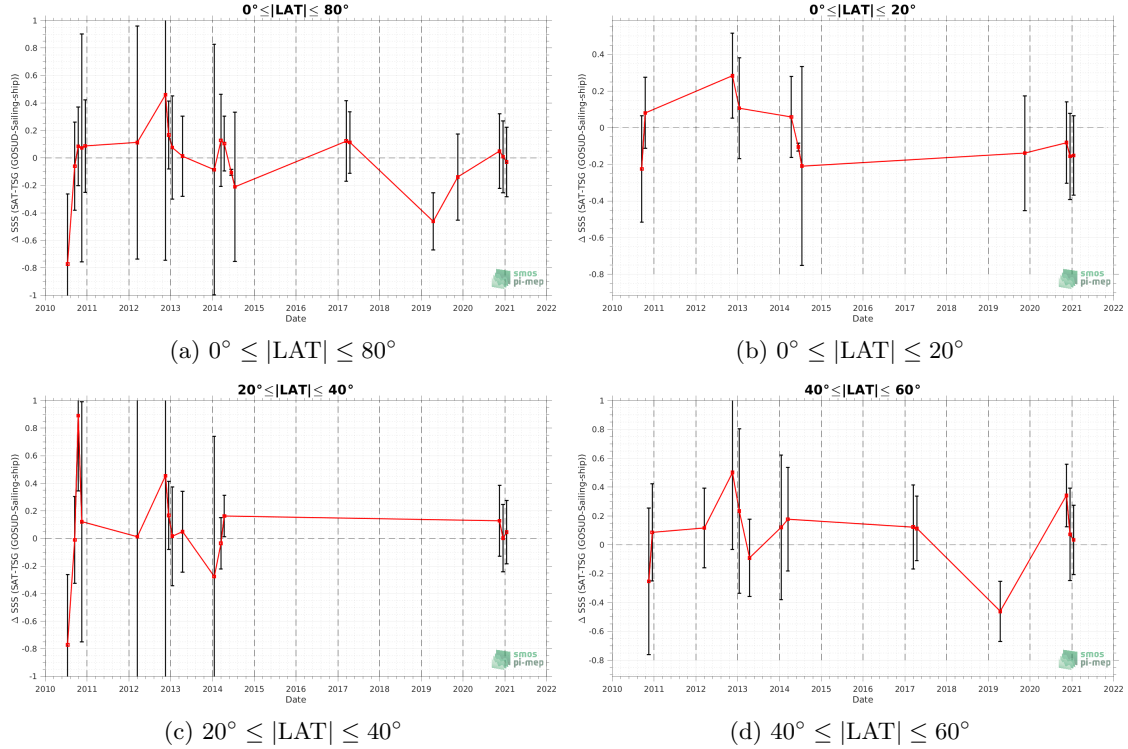 0°≤|LAT|≤ 80°
1
0.8
0.6
0.4
0.2
0
-0.2
-0.4
-0.6
-0.8
-1
Δ SSS (SAT-TSG (GOSUD-Sailing-ship))
2010 2011 2012 2013 2014 2015 2016 2017 2018 2019 2020 2021 2022
Date
smos
pi-mep
(a) 0° ≤ |LAT| ≤ 80°
0°≤|LAT|≤ 20°
0.4
0.2
0
-0.2
-0.4
-0.6
-0.8
Δ SSS (SAT-TSG (GOSUD-Sailing-ship))
2010 2011 2012 2013 2014 2015 2016 2017 2018 2019 2020 2021 2022
Date
smos
pi-mep
(b) 0° ≤ |LAT| ≤ 20°
20°≤|LAT|≤ 40°
1
0.8
0.6
0.4
0.2
0
-0.2
-0.4
-0.6
-0.8
-1
Δ SSS (SAT-TSG (GOSUD-Sailing-ship))
2010 2011 2012 2013 2014 2015 2016 2017 2018 2019 2020 2021 2022
Date
smos
pi-mep
(c) 20° ≤ |LAT| ≤ 40°
40°≤|LAT|≤ 60°
1
0.8
0.6
0.4
0.2
0
-0.2
-0.4
-0.6
-0.8
Δ SSS (SAT-TSG (GOSUD-Sailing-ship))
2010 2011 2012 2013 2014 2015 2016 2017 2018 2019 2020 2021 2022
Date
smos
pi-mep
(d) 40° ≤ |LAT| ≤ 60°